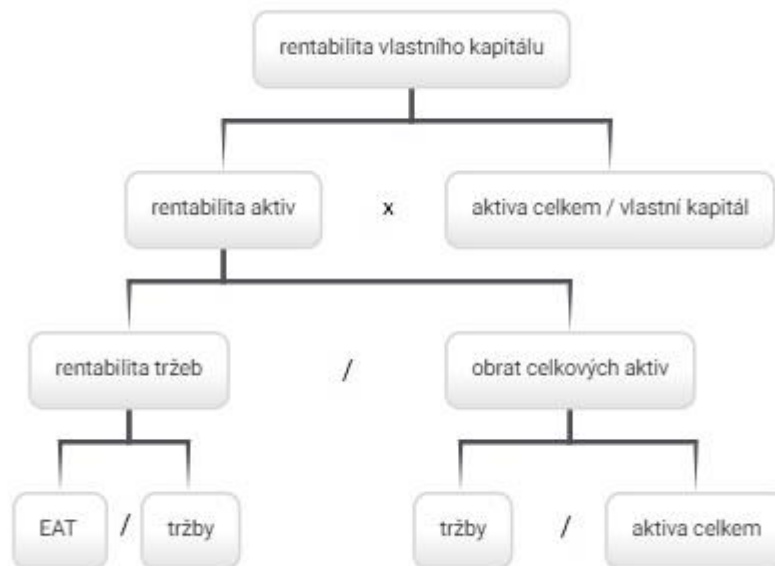 rentabilita vlastního kapitálu
rentabilita aktiv x aktiva celkem / vlastní kapitál
rentabilita tržeb / obrat celkových aktiv
EAT / tržby tržby / aktiva celkem